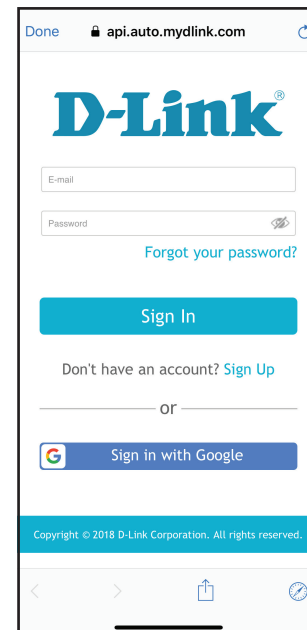 Done api.auto.mydlink.com
D-Link®
E-mail
Password
Forgot your password?
Sign In
Don't have an account? Sign Up
or
G Sign in with Google
Copyright © 2018 D-Link Corporation. All rights reserved.